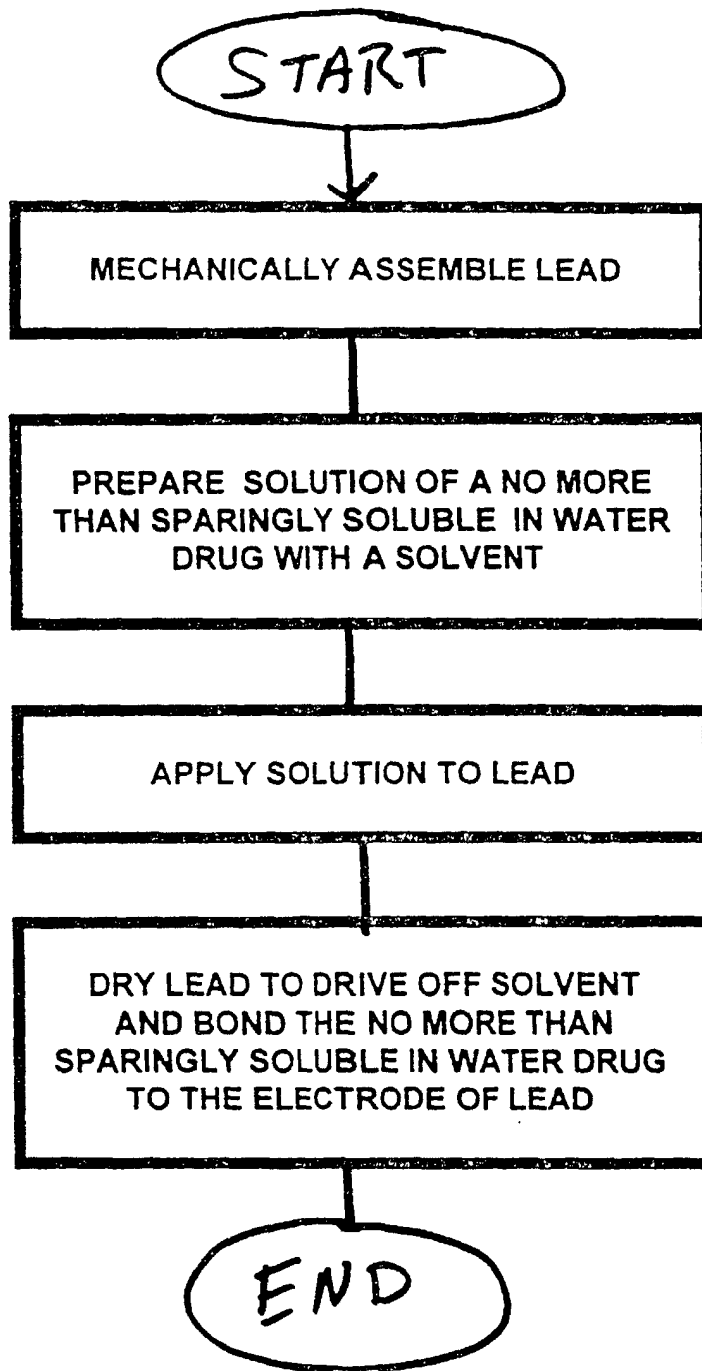 START
MECHANICALLY ASSEMBLE LEAD
PREPARE SOLUTION OF A NO MORE
THAN SPARINGLY SOLUBLE IN WATER
DRUG WITH A SOLVENT
APPLY SOLUTION TO LEAD
DRY LEAD TO DRIVE OFF SOLVENT
AND BOND THE NO MORE THAN
SPARINGLY SOLUBLE IN WATER DRUG
TO THE ELECTRODE OF LEAD
END